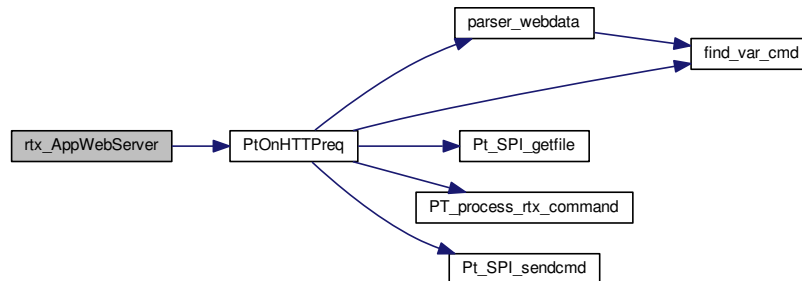 parser_webdata
find_var_cmd
rtx_AppWebServer
PtOnHTTPreq
Pt_SPI_getfile
PT_process_rtx_command
Pt_SPI_sendcmd